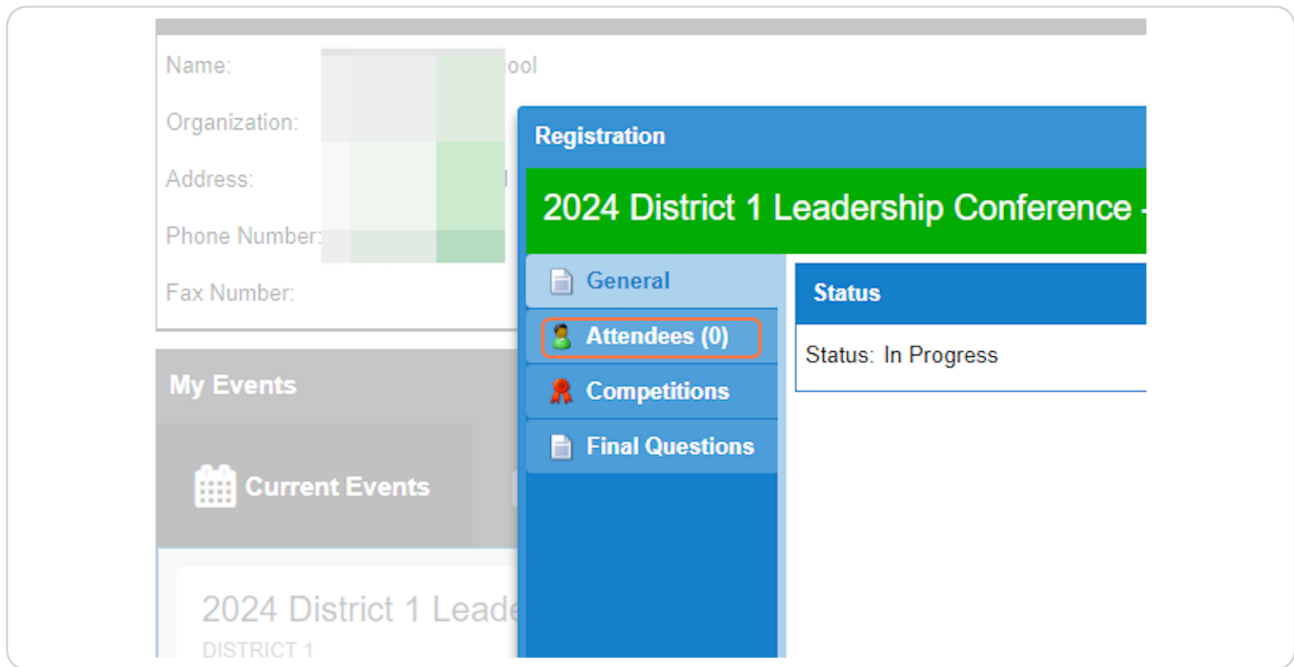 Name:
ool
Organization:
Address:
Phone Number:
Fax Number:
My Events
Current Events
2024 District 1 Leade
DISTRICT 1
Registration
2024 District 1 Leadership Conference -
General
Attendees (0)
Competitions
Final Questions
Status
Status: In Progress